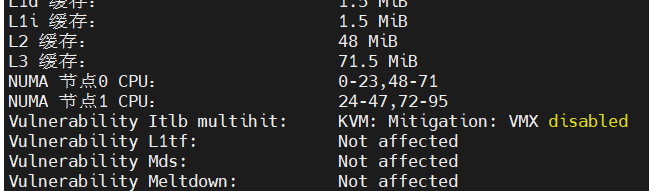 L1d 缓存： 1.5 MiB
L1i 缓存： 1.5 MiB
L2 缓存： 48 MiB
L3 缓存： 71.5 MiB
NUMA 节点0 CPU： 0-23,48-71
NUMA 节点1 CPU： 24-47,72-95
Vulnerability Itlb multihit: KVM: Mitigation: VMX disabled
Vulnerability L1tf: Not affected
Vulnerability Mds: Not affected
Vulnerability Meltdown: Not affected